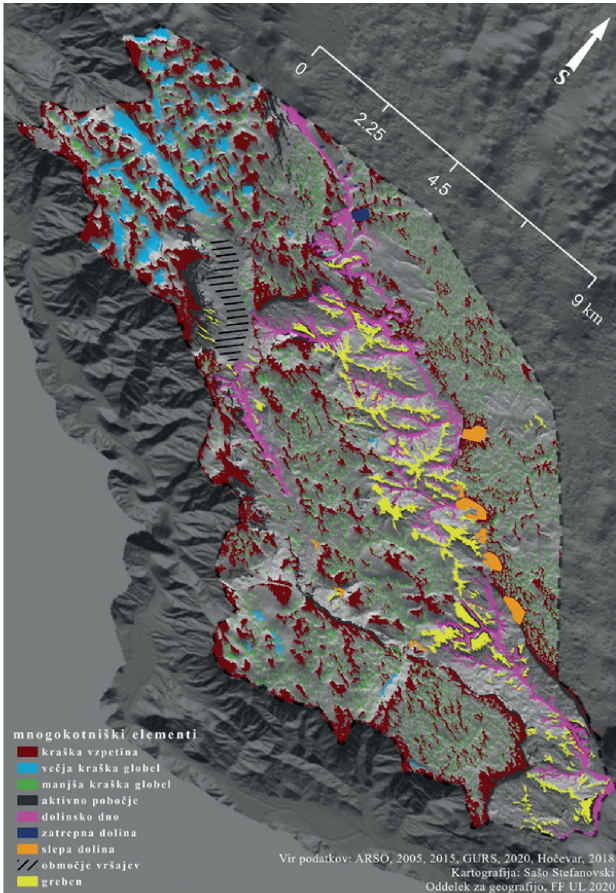 S
0
2.25
4.5
9 km
mnogokotniški elementi
kraška vzpetina
večja kraška globel
manjša kraška globel
aktivno pobočje
dolinsko dno
zatrepna dolina
slepa dolina
območje vršajev
greben
Vir podatkov: ARSO, 2005, 2015, GURS, 2020, Hočevar, 2018
Kartografija: Sašo Stefanovski
Oddelek za geografijo, FF UL